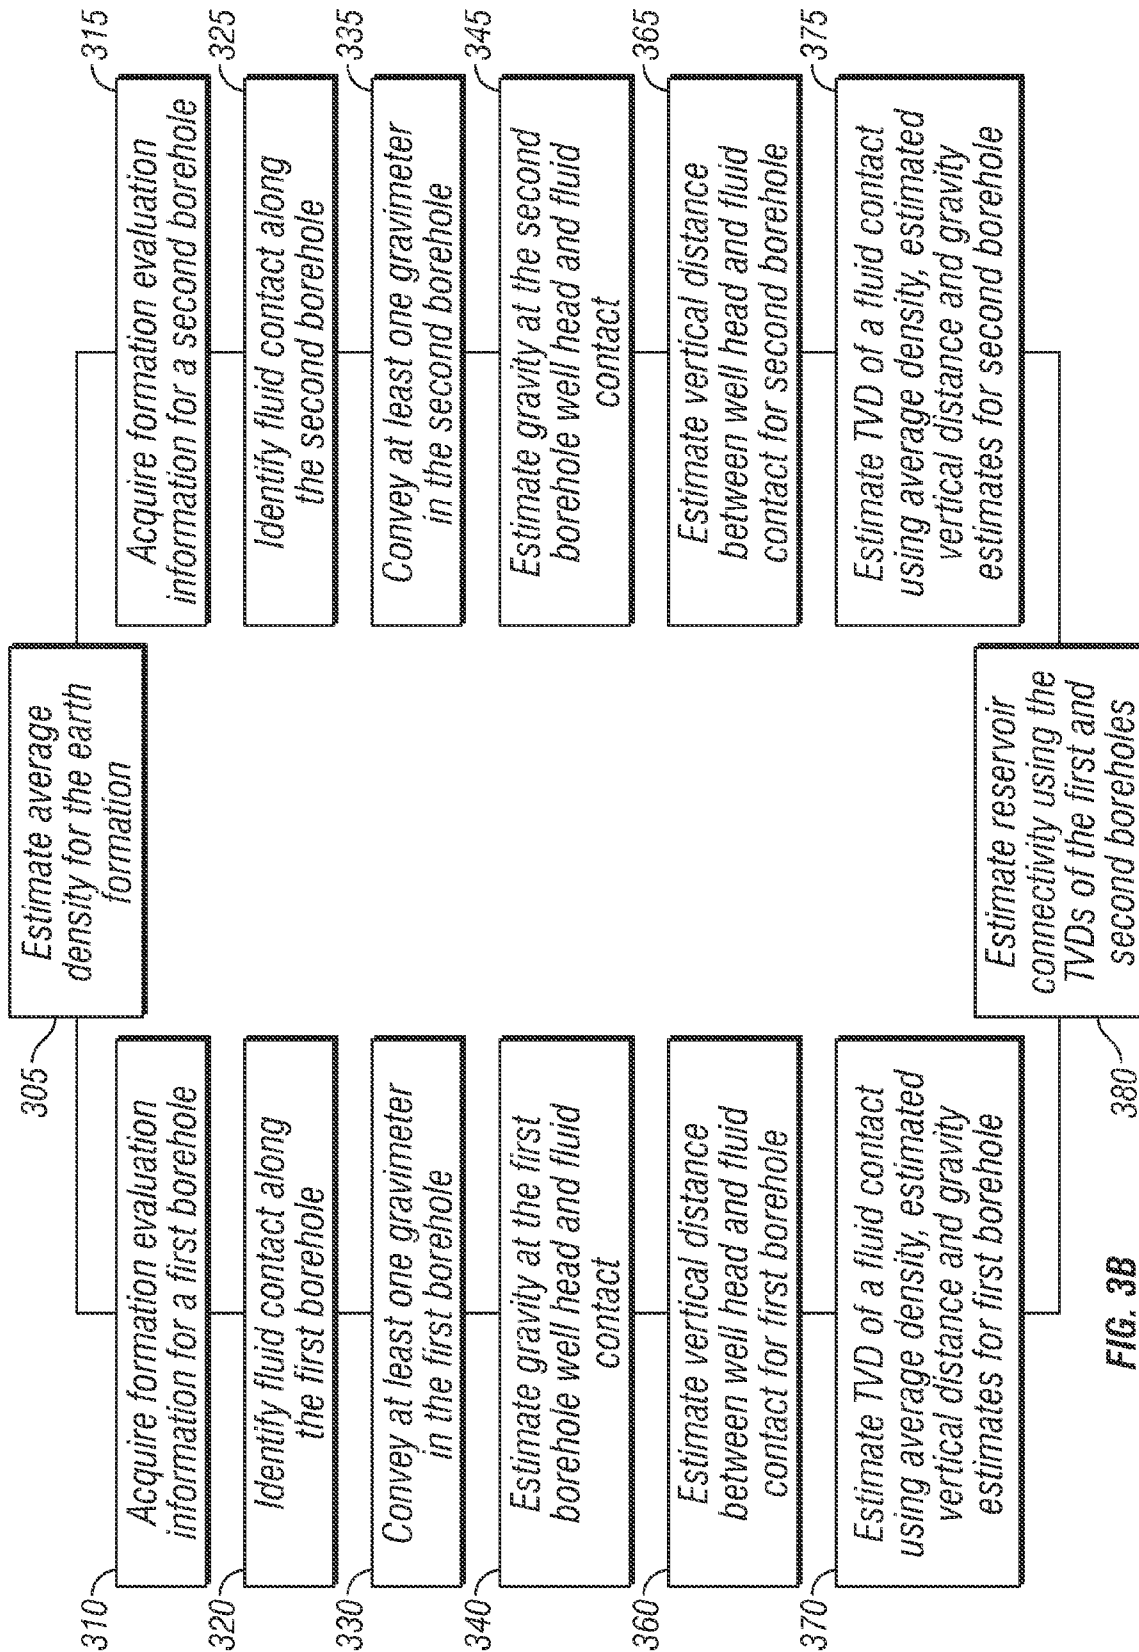 305
Estimate average
density for the earth
formation
310
Acquire formation evaluation
information for a first borehole
315
Acquire formation evaluation
information for a second borehole
320
Identify fluid contact along
the first borehole
325
Identify fluid contact along
the second borehole
330
Convey at least one gravimeter
in the first borehole
335
Convey at least one gravimeter
in the second borehole
340
Estimate gravity at the first
borehole well head and fluid
contact
345
Estimate gravity at the second
borehole well head and fluid
contact
360
Estimate vertical distance
between well head and fluid
contact for first borehole
365
Estimate vertical distance
between well head and fluid
contact for second borehole
370
Estimate TVD of a fluid contact
using average density, estimated
vertical distance and gravity
estimates for first borehole
375
Estimate TVD of a fluid contact
using average density, estimated
vertical distance and gravity
estimates for second borehole
380
Estimate reservoir
connectivity using the
TVDs of the first and
second boreholes
FIG. 3B